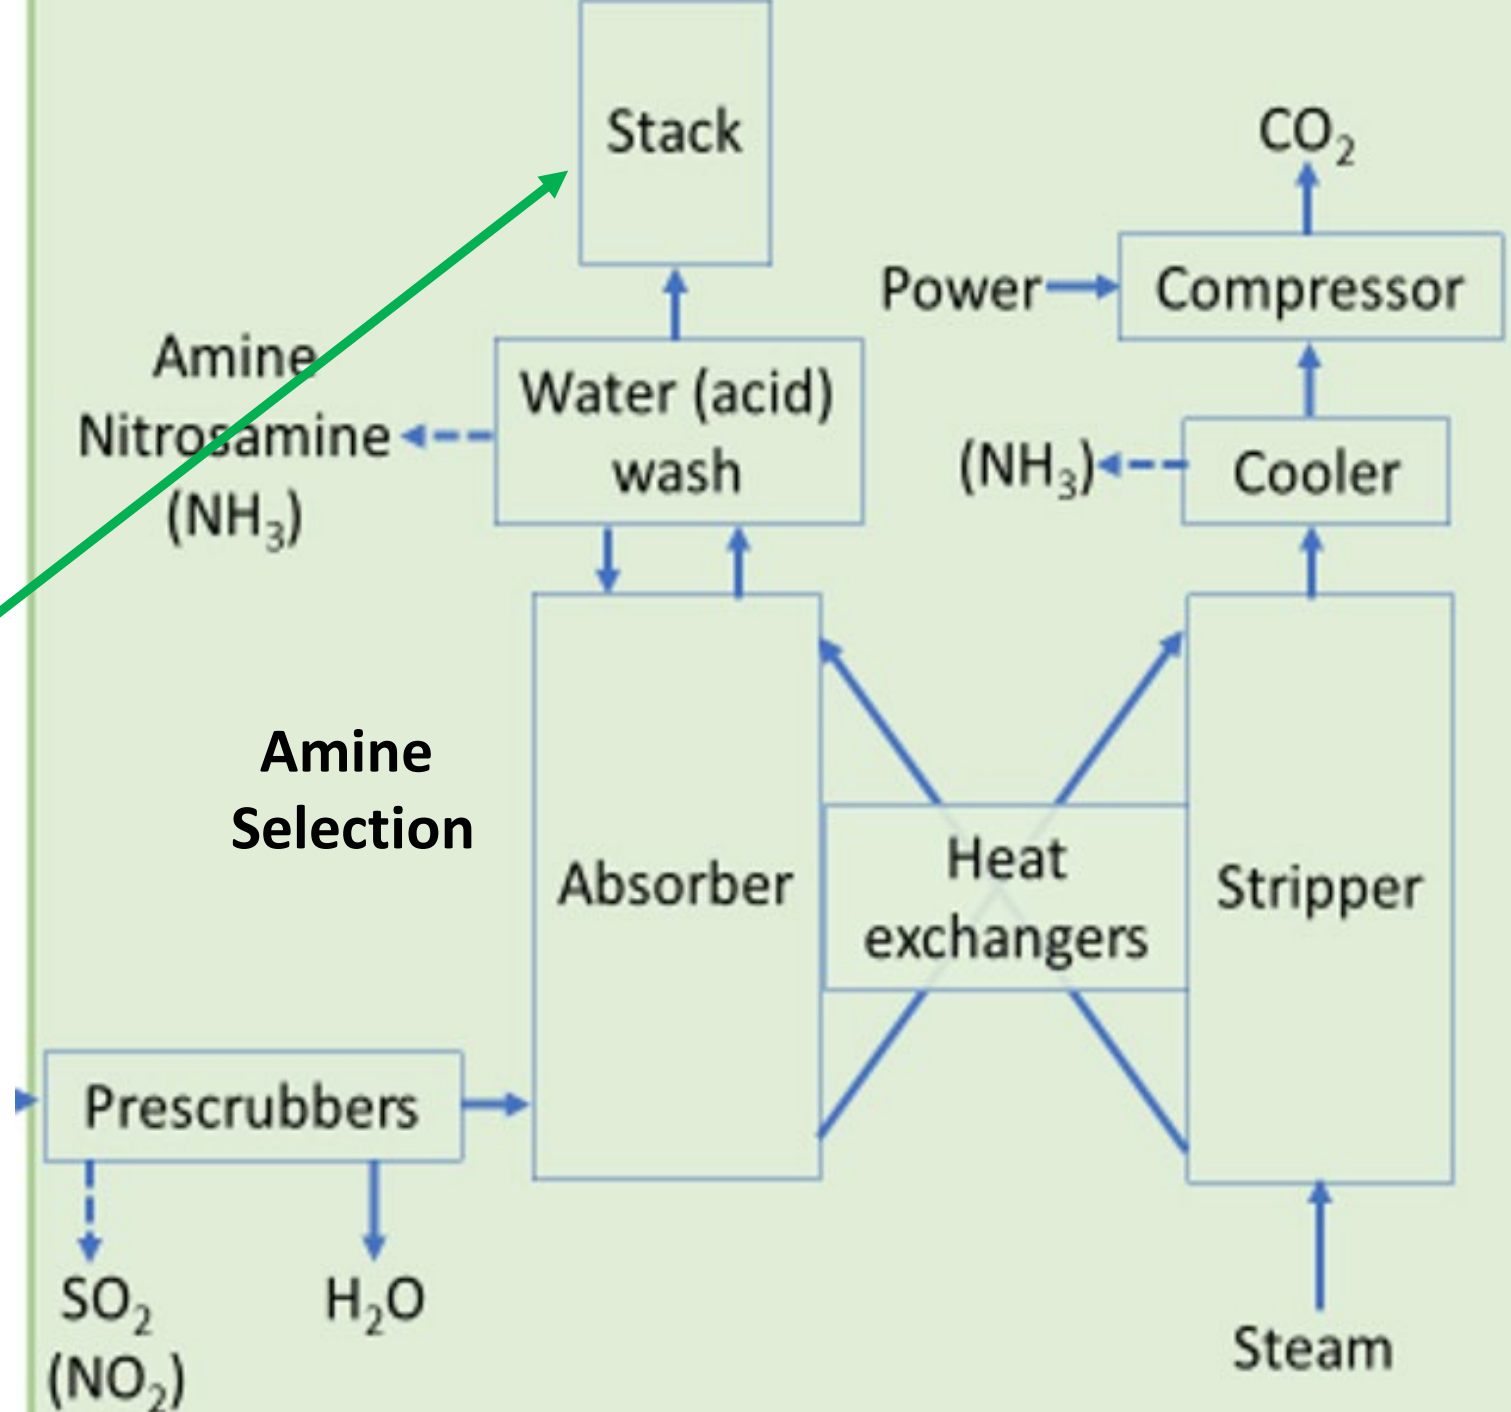 Stack
CO₂
Power
Compressor
Amine
Nitrosamine
(NH₃)
Water (acid)
wash
(NH₃)
Cooler
Amine
Selection
Absorber
Heat
exchangers
Stripper
Prescrubbers
SO₂
(NO₂)
H₂O
Steam